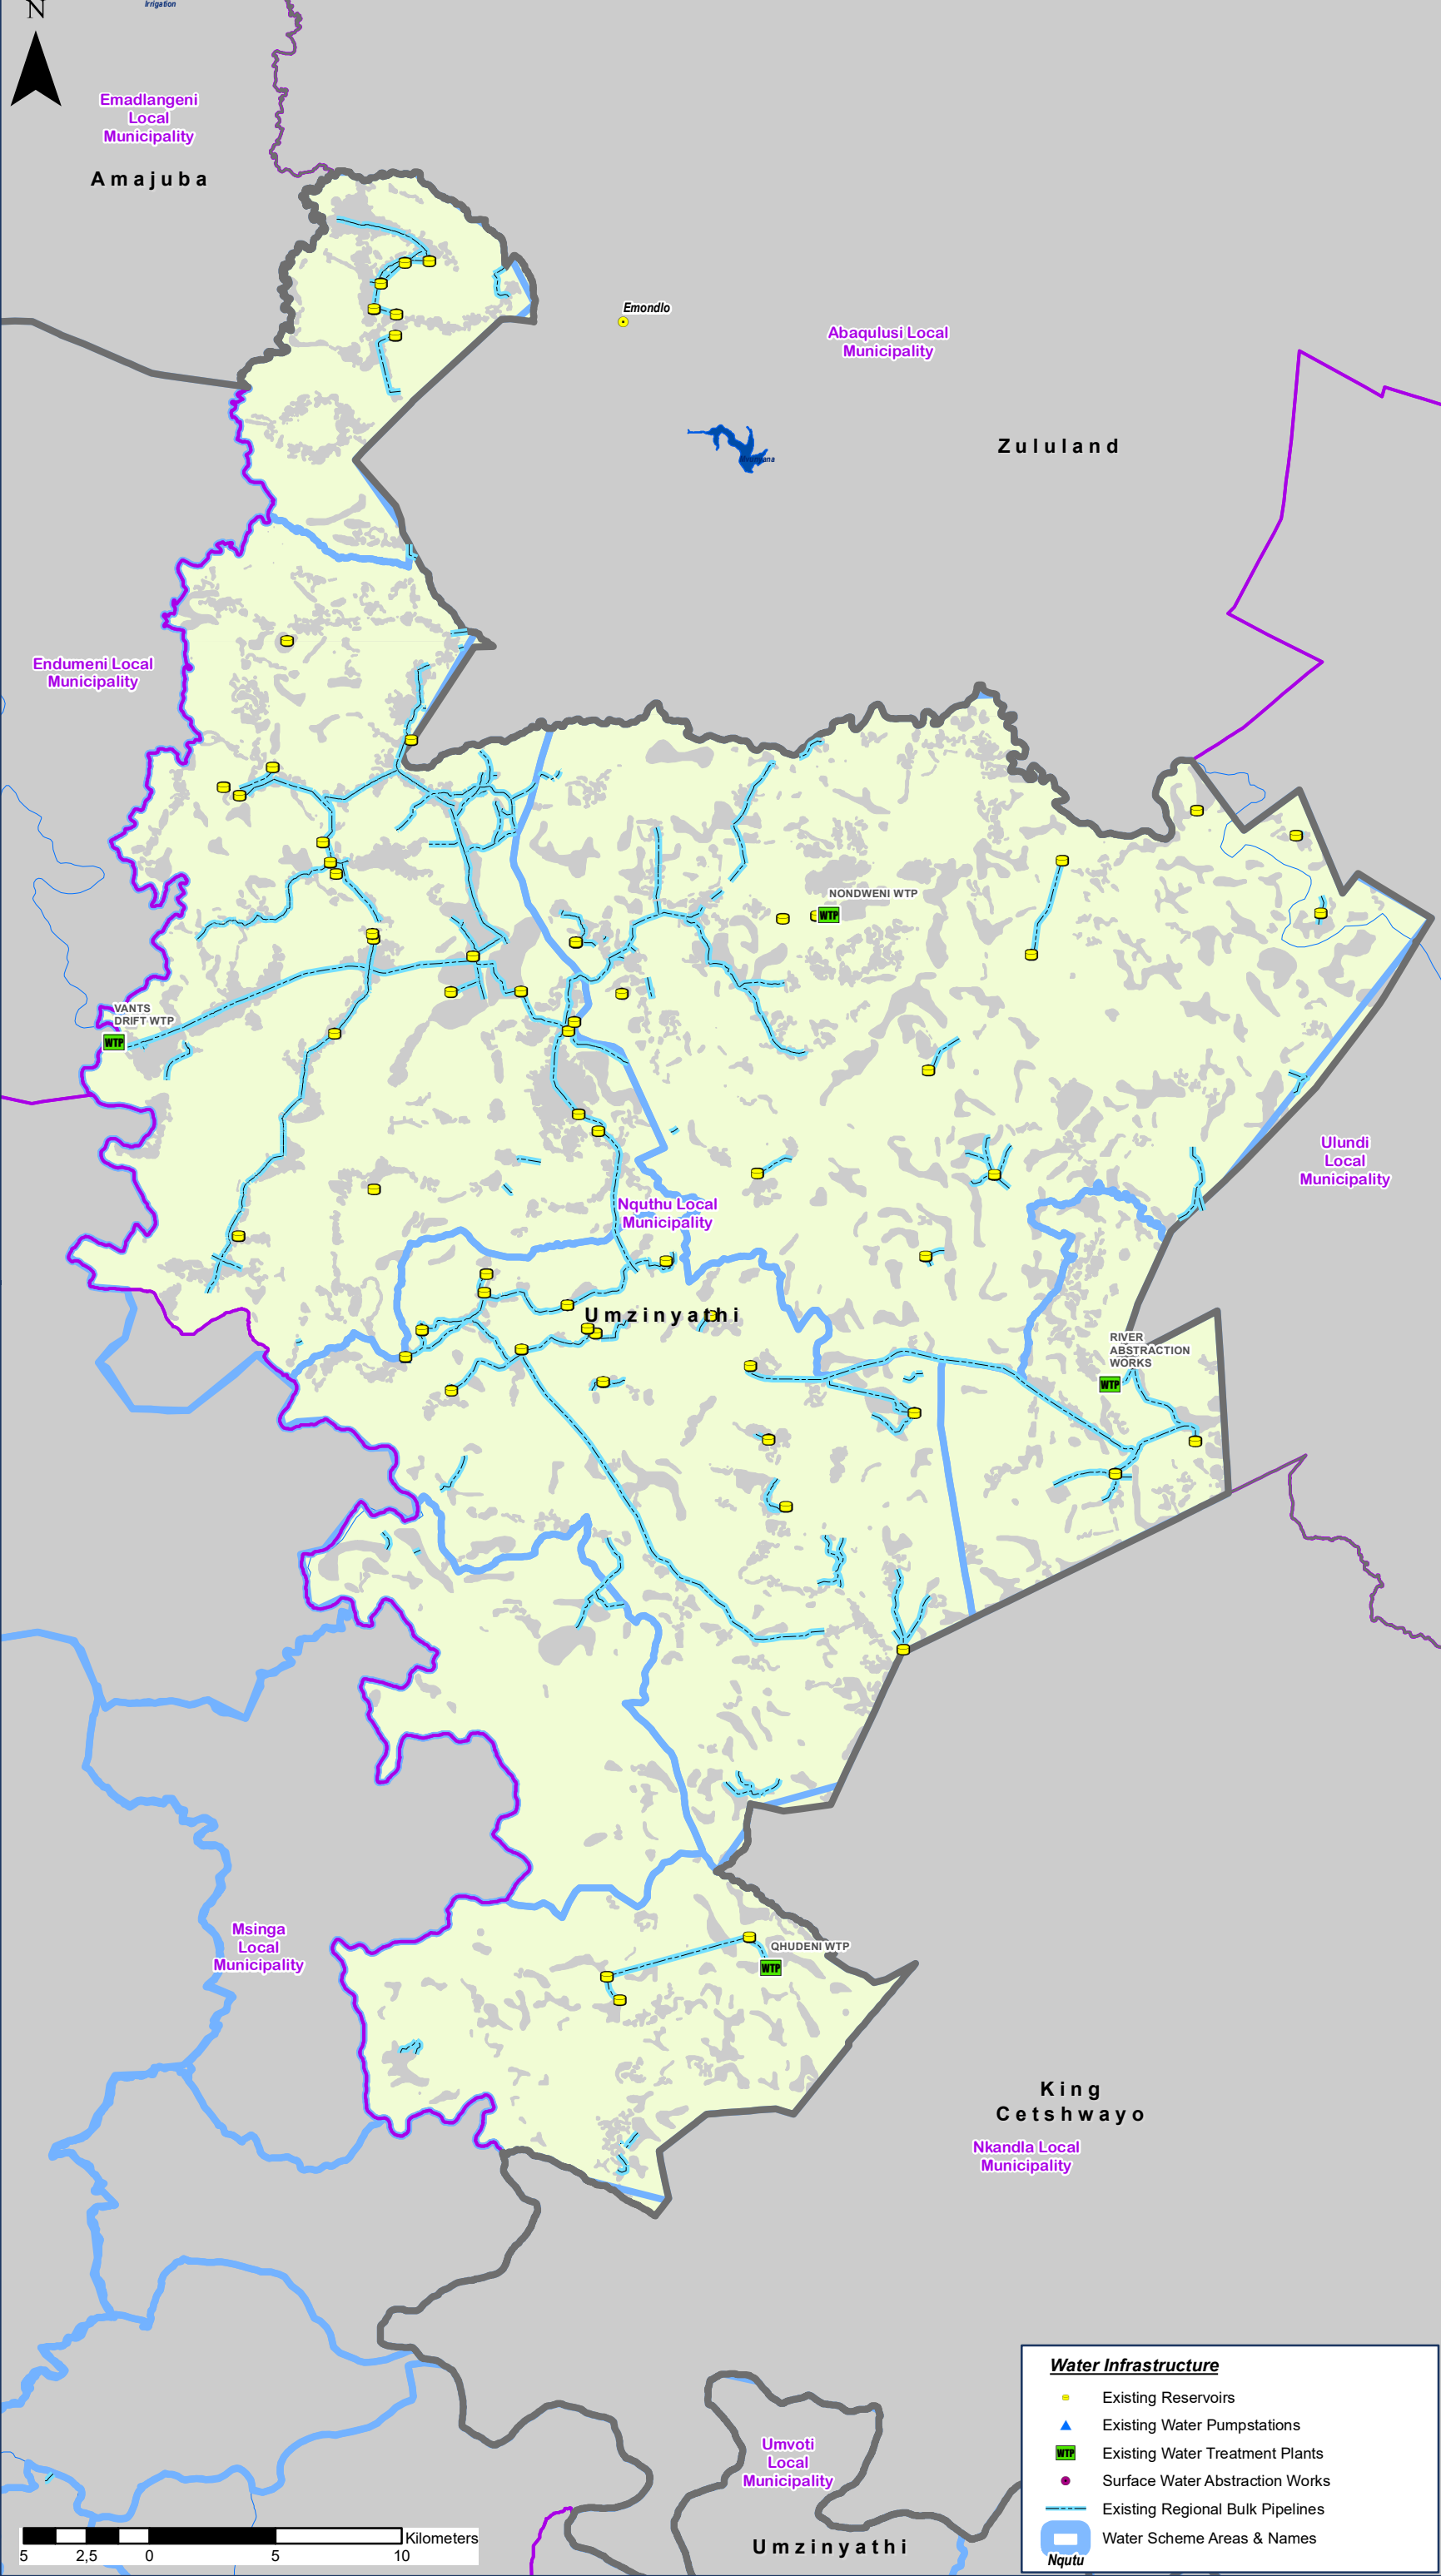 N
Irrigation
Emadlangeni
Local
Municipality
Amajuba
Emondlo
Abaqulusi Local
Municipality
Zululand
Endumeni Local
Municipality
NONDWENI WTP
WTP
VANTS
DRIFT WTP
WTP
Ulundi
Local
Municipality
Nquthu Local
Municipality
Umzinyathi
RIVER
ABSTRACTION
WORKS
WTP
Msinga
Local
Municipality
QHUDENI WTP
WTP
King
Cetshwayo
Nkandla Local
Municipality
Umvoti
Local
Municipality
Umzinyathi
Water Infrastructure
Existing Reservoirs
Existing Water Pumpstations
WTP Existing Water Treatment Plants
Surface Water Abstraction Works
Existing Regional Bulk Pipelines
Water Scheme Areas & Names
Nqutu
Kilometers
5 2,5 0 5 10